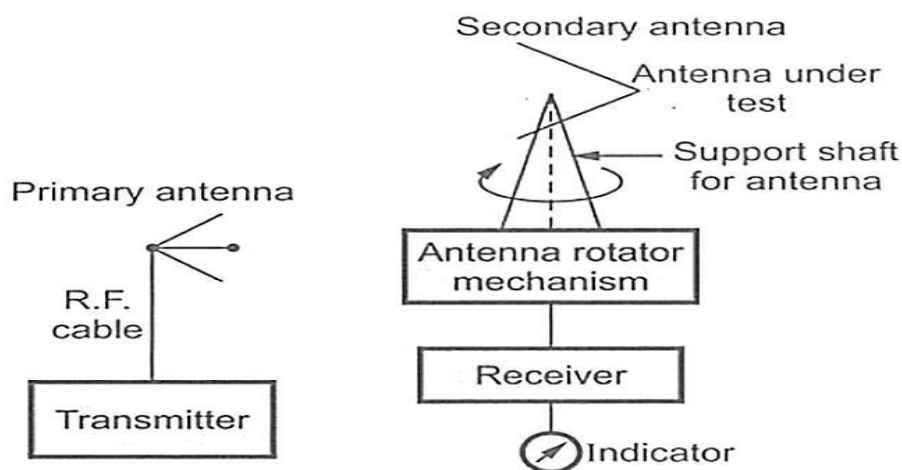 Secondary antenna
Antenna under
test
Support shaft
for antenna
Primary antenna
Antenna rotator
mechanism
R.F.
cable
Receiver
Transmitter
Indicator